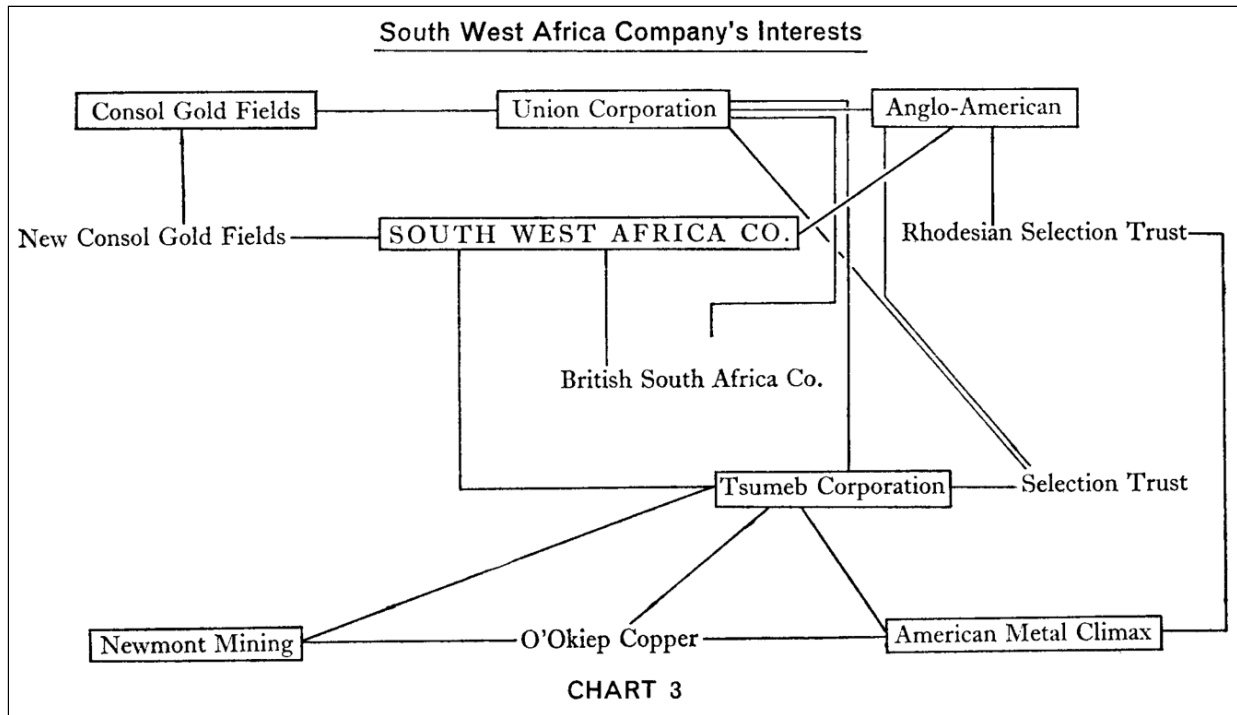 South West Africa Company's Interests
Consol Gold Fields
Union Corporation
Anglo-American
New Consol Gold Fields
SOUTH WEST AFRICA CO.
Rhodesian Selection Trust
British South Africa Co.
Tsumeb Corporation
Selection Trust
Newmont Mining
O'Okiep Copper
American Metal Climax
CHART 3